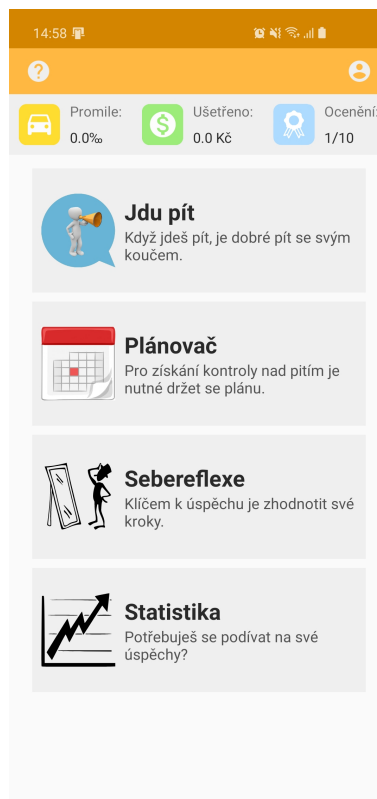 14:58
Promile:
0.0‰
Ušetřeno:
0.0 Kč
Ocenění:
1/10
Jdu pít
Když jdeš pít, je dobré pít se svým
koučem.
Plánovač
Pro získání kontroly nad pitím je
nutné držet se plánu.
Sebereflexe
Klíčem k úspěchu je zhodnotit své
kroky.
Statistika
Potřebuješ se podívat na své
úspěchy?